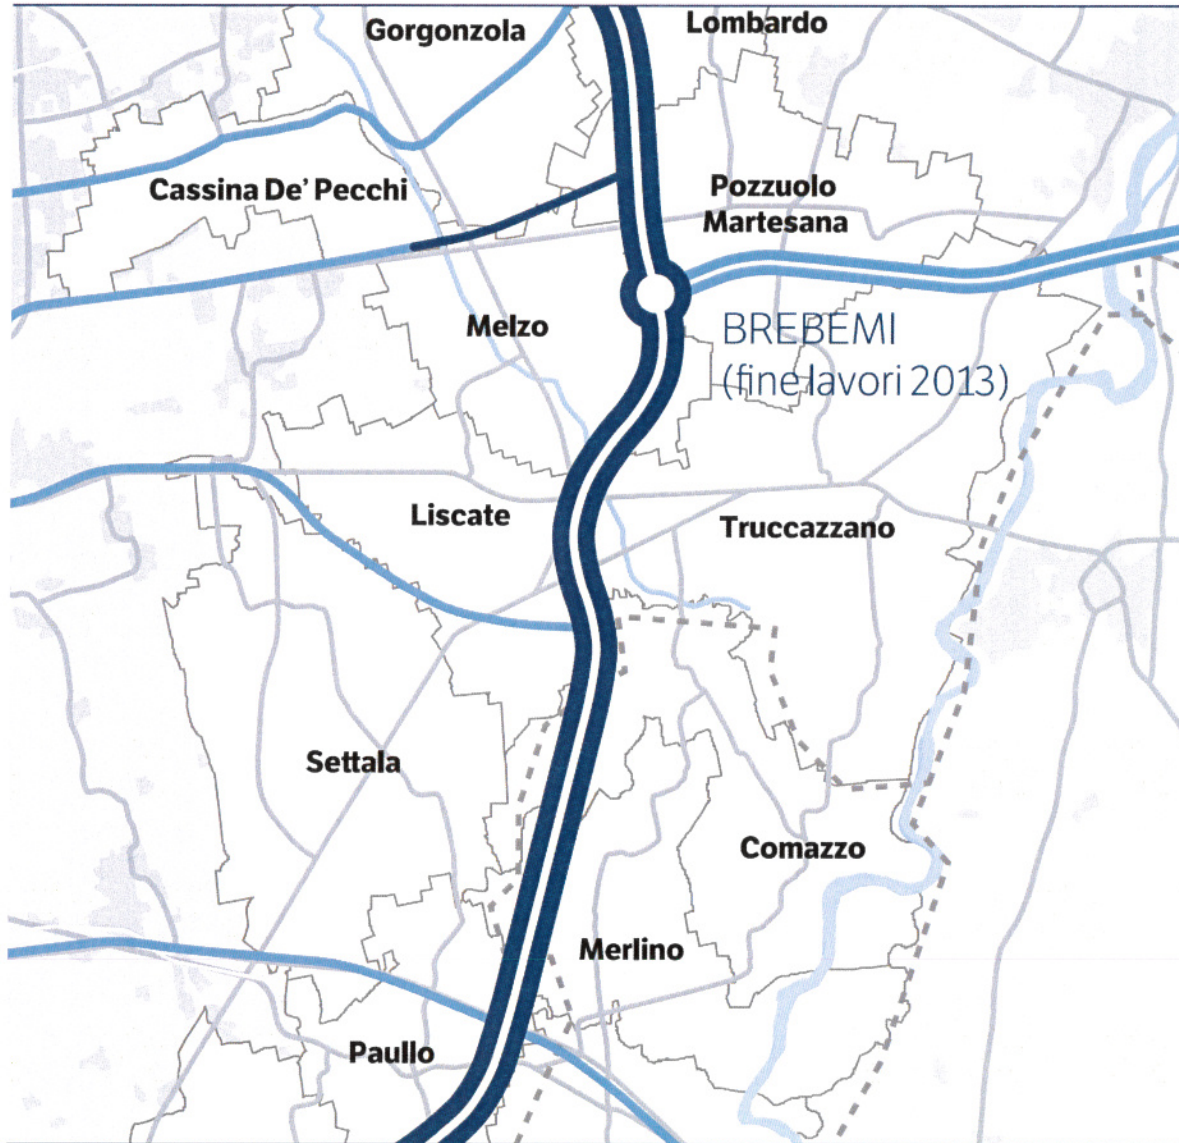 Gorgonzola
Lombardo
Cassina De' Pecchi
Pozzuolo
Martesana
Melzo
BREBEMI
(fine lavori 2013)
Liscate
Truccazzano
Settala
Comazzo
Merlino
Paullo